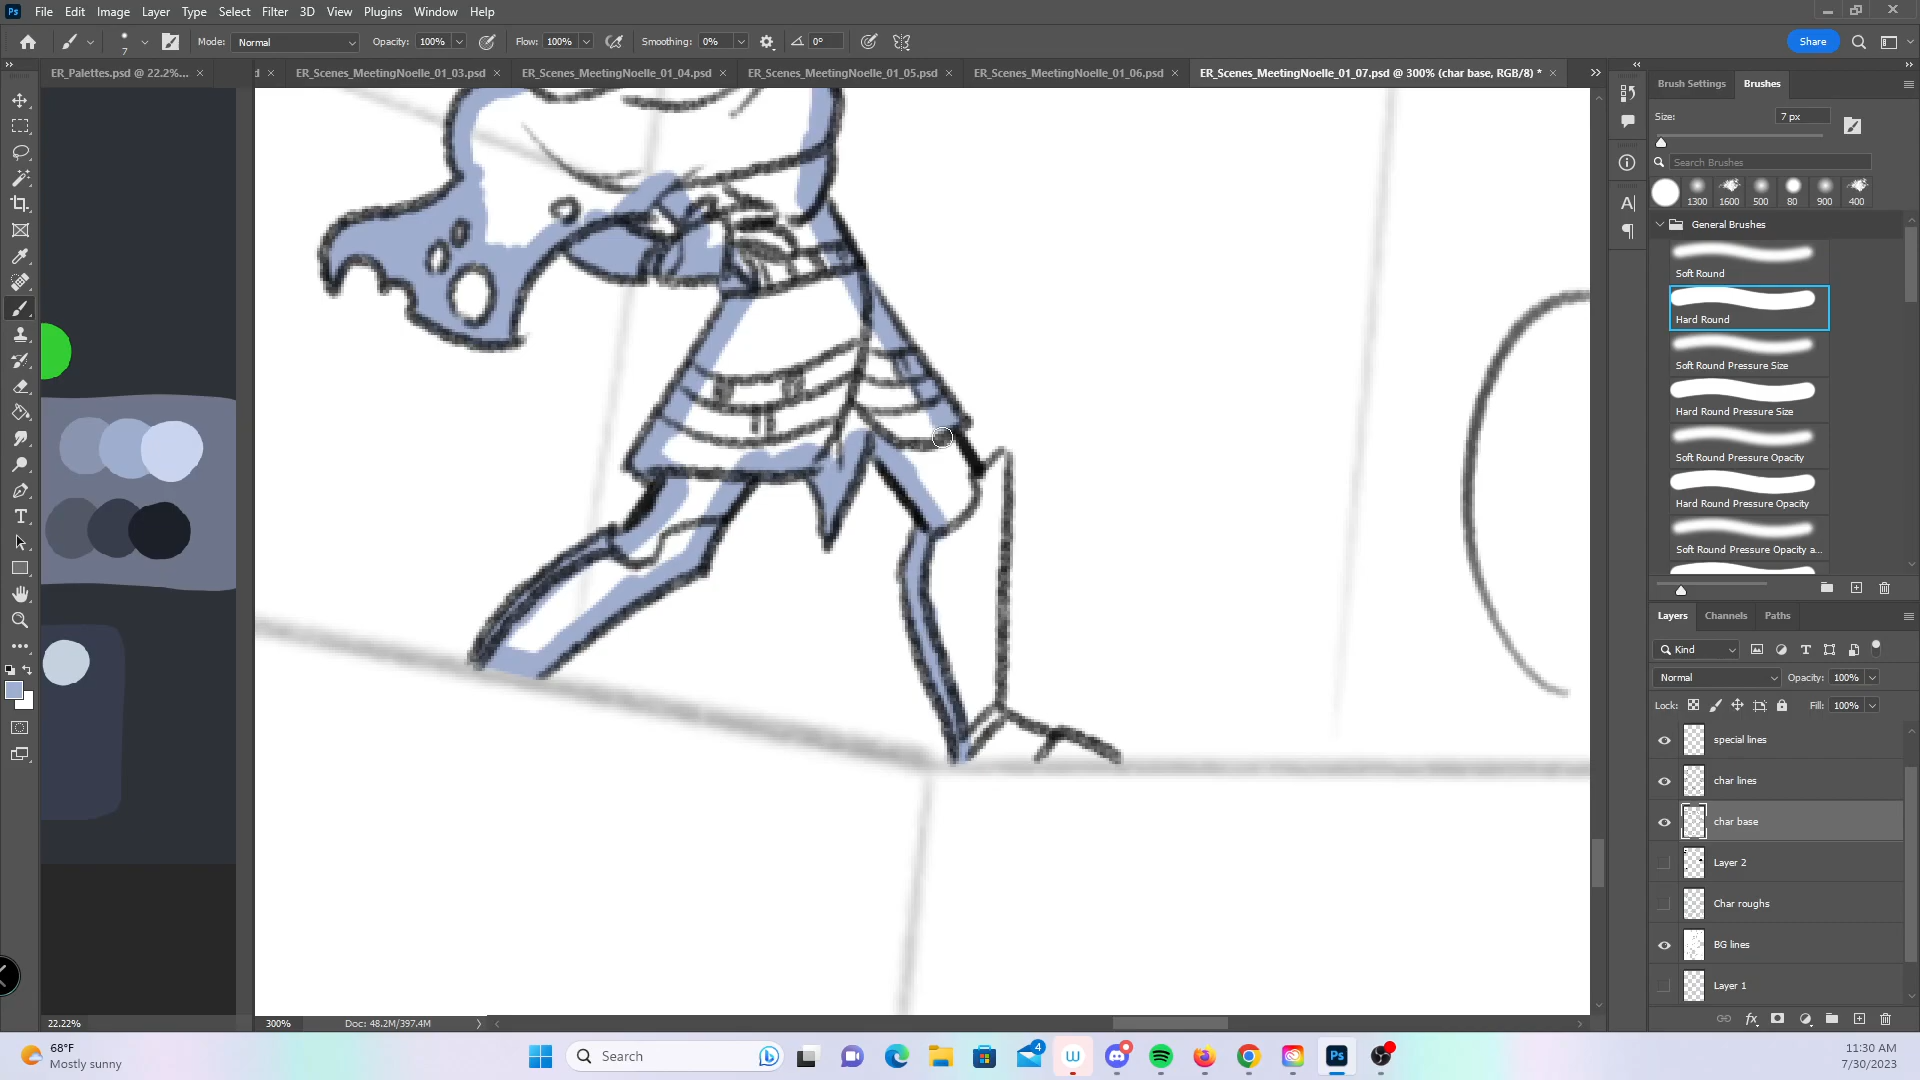 Ps File Edit Image Layer Type Select Filter 3D View Plugins Window Help
7 Mode: Normal Opacity: 100% Flow: 100% Smoothing: 0% 0° Share
ER_Palettes.psd @ 22.2%... × d × ER_Scenes_MeetingNoelle_01_03.psd × ER_Scenes_MeetingNoelle_01_04.psd × ER_Scenes_MeetingNoelle_01_05.psd × ER_Scenes_MeetingNoelle_01_06.psd × ER_Scenes_MeetingNoelle_01_07.psd @ 300% (char base, RGB/8) * ×
Brush Settings Brushes
Size: 7 px
Search Brushes
1300 1600 500 80 900 400
General Brushes
Soft Round
Hard Round
Soft Round Pressure Size
Hard Round Pressure Size
Soft Round Pressure Opacity
Hard Round Pressure Opacity
Soft Round Pressure Opacity a...
Layers Channels Paths
Kind
Normal Opacity: 100%
Lock: Fill: 100%
special lines
char lines
char base
Layer 2
Char roughs
BG lines
Layer 1
22.22% 300% Doc: 48.2M/397.4M
68°F
Mostly sunny
Search
4
Ps
11:30 AM
7/30/2023